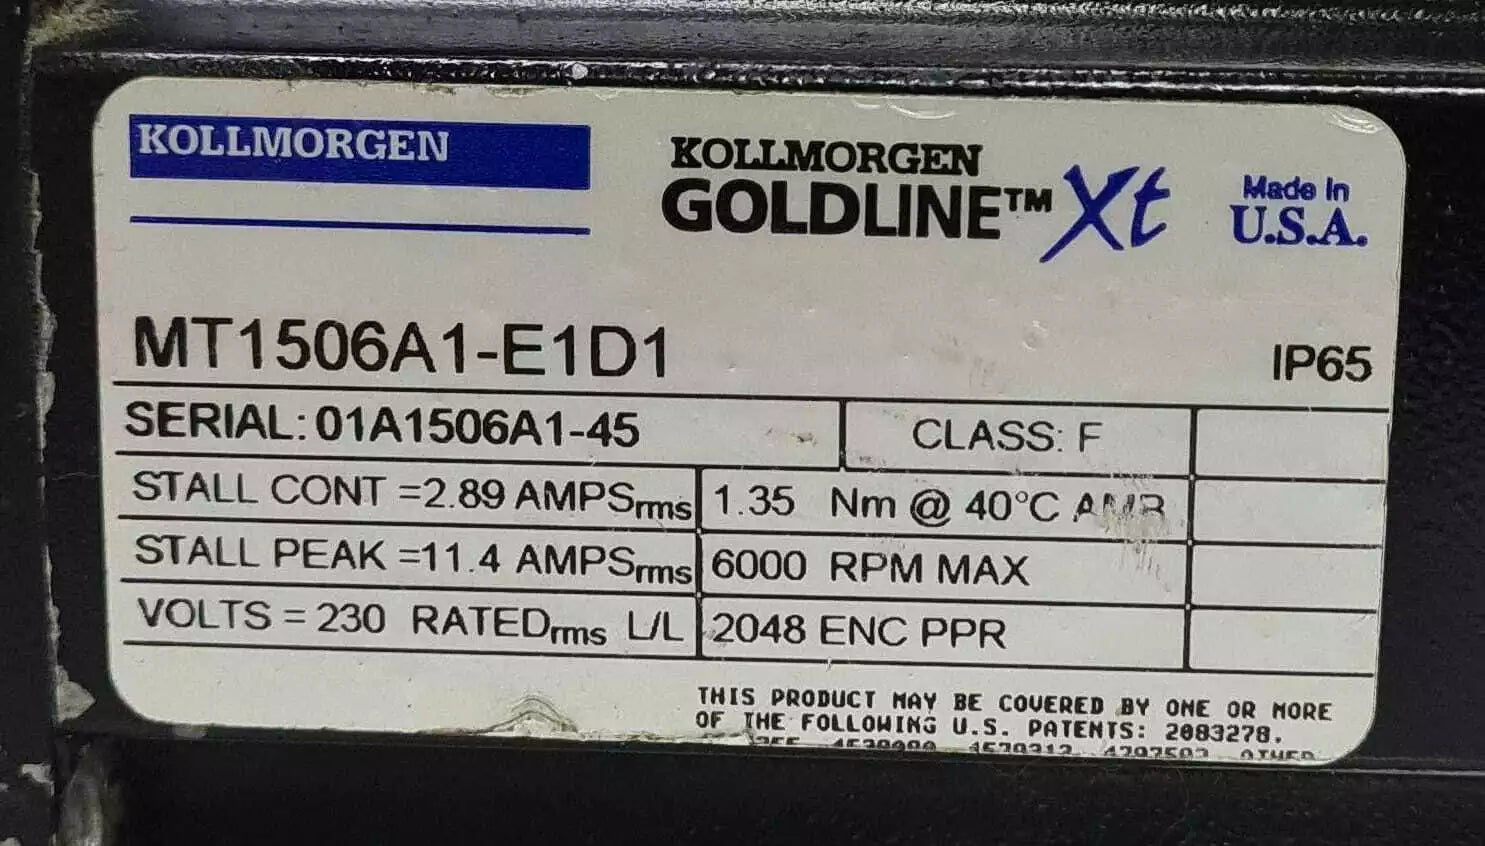 KOLLMORGEN
KOLLMORGEN
GOLDLINE™ Xt
Made In
U.S.A.
MT1506A1-E1D1
IP65
SERIAL: 01A1506A1-45
CLASS: F
STALL CONT =2.89 AMPSrms
1.35 Nm @ 40°C AMB
STALL PEAK =11.4 AMPSrms
6000 RPM MAX
VOLTS = 230 RATEDrms L/L
2048 ENC PPR
THIS PRODUCT MAY BE COVERED BY ONE OR MORE
OF THE FOLLOWING U.S. PATENTS: 2883278,